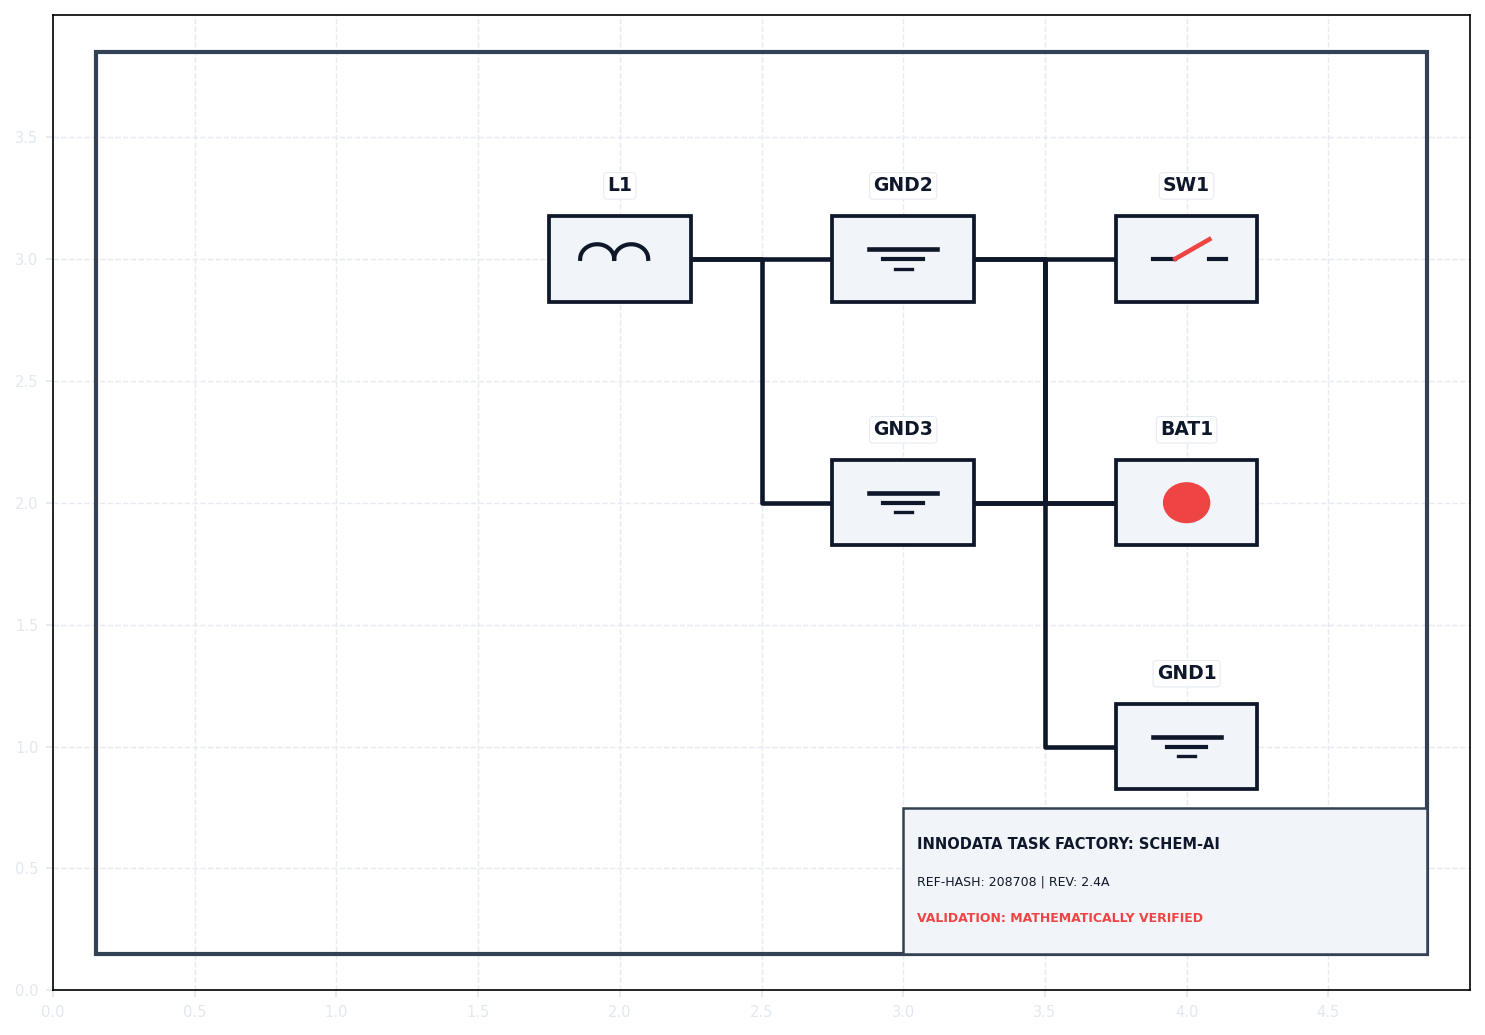 L1
GND2
SW1
GND3
BAT1
GND1
INNODATA TASK FACTORY: SCHEM-AI
REF-HASH: 208708 | REV: 2.4A
VALIDATION: MATHEMATICALLY VERIFIED
3.5
3.0
2.5
2.0
1.5
1.0
0.5
0.0
0.0 0.5 1.0 1.5 2.0 2.5 3.0 3.5 4.0 4.5